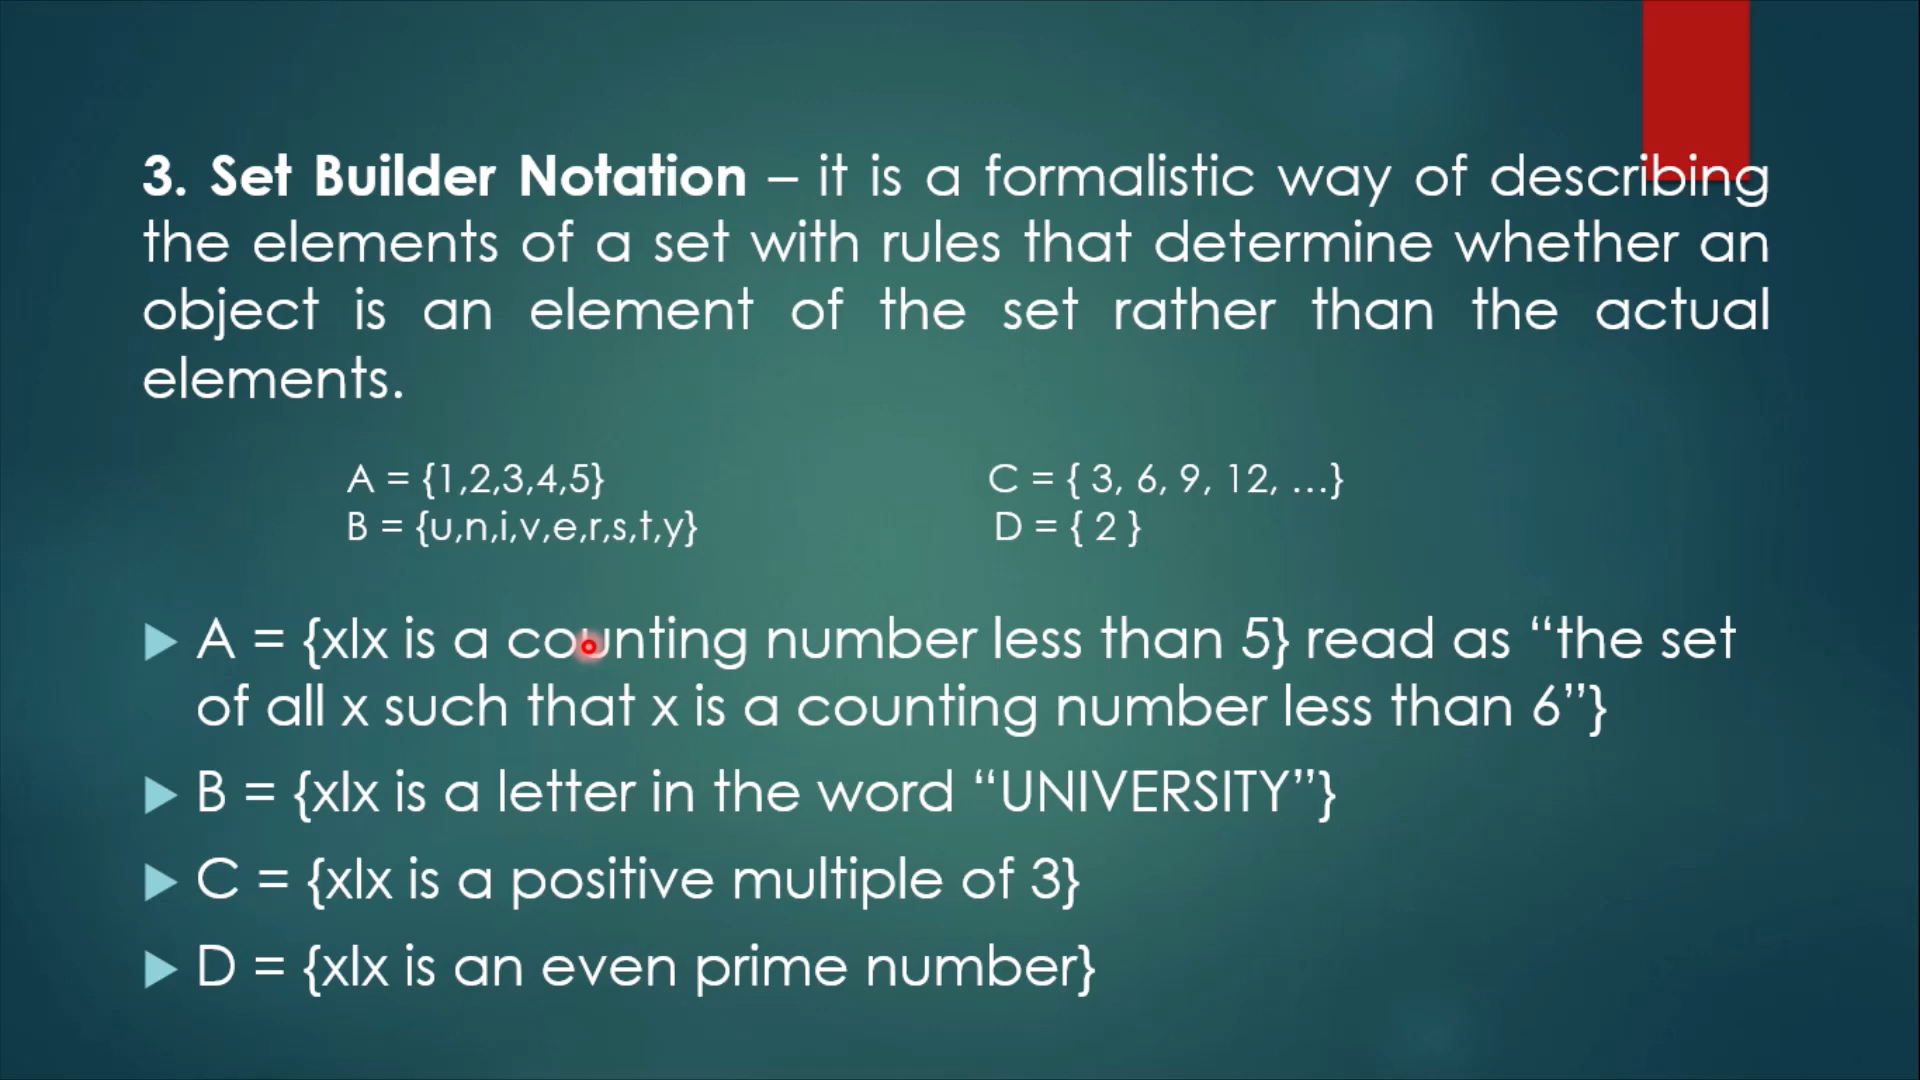 3. Set Builder Notation – it is a formalistic way of describing
the elements of a set with rules that determine whether an
object is an element of the set rather than the actual
elements.
A = {1,2,3,4,5}
B = {u,n,i,v,e,r,s,t,y}
C = { 3, 6, 9, 12, …}
D = { 2 }
A = {xlx is a counting number less than 5} read as “the set
of all x such that x is a counting number less than 6”}
B = {xlx is a letter in the word “UNIVERSITY”}
C = {xlx is a positive multiple of 3}
D = {xlx is an even prime number}